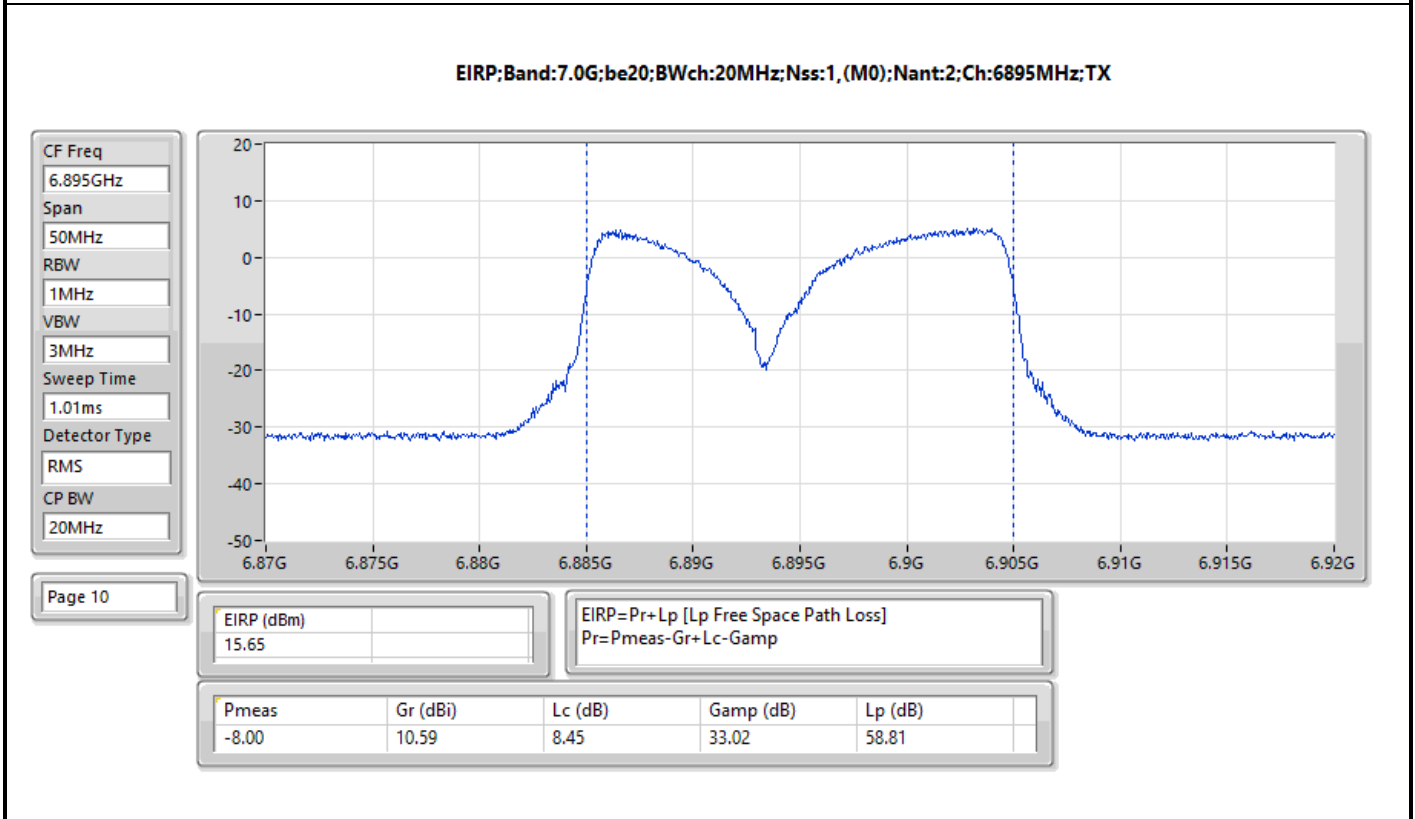 EIRP;Band:7.0G;be20;BWch:20MHz;Nss:1,(M0);Nant:2;Ch:6895MHz;TX
CF Freq
6.895GHz
Span
50MHz
RBW
1MHz
VBW
3MHz
Sweep Time
1.01ms
Detector Type
RMS
CP BW
20MHz
Page 10
20
10
0
-10
-20
-30
-40
-50
6.87G 6.875G 6.88G 6.885G 6.89G 6.895G 6.9G 6.905G 6.91G 6.915G 6.92G
EIRP (dBm)
15.65
EIRP=Pr+Lp [Lp Free Space Path Loss]
Pr=Pmeas-Gr+Lc-Gamp
Pmeas Gr (dBi) Lc (dB) Gamp (dB) Lp (dB)
-8.00 10.59 8.45 33.02 58.81